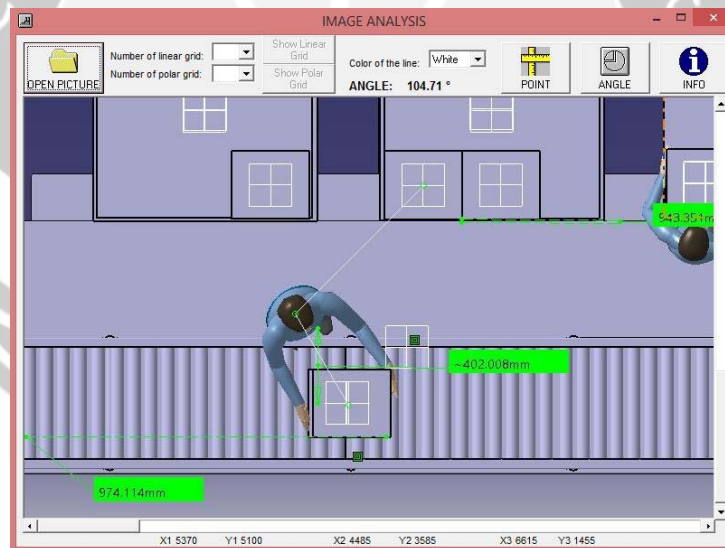 IMAGE ANALYSIS
OPEN PICTURE
Number of linear grid:
Number of polar grid:
Show Linear
Grid
Show Polar
Grid
Color of the line: White
ANGLE: 104.71 °
POINT
ANGLE
INFO
943.351m
~402.008mm
974.114mm
X1 5370 Y1 5100 X2 4485 Y2 3585 X3 6615 Y3 1455